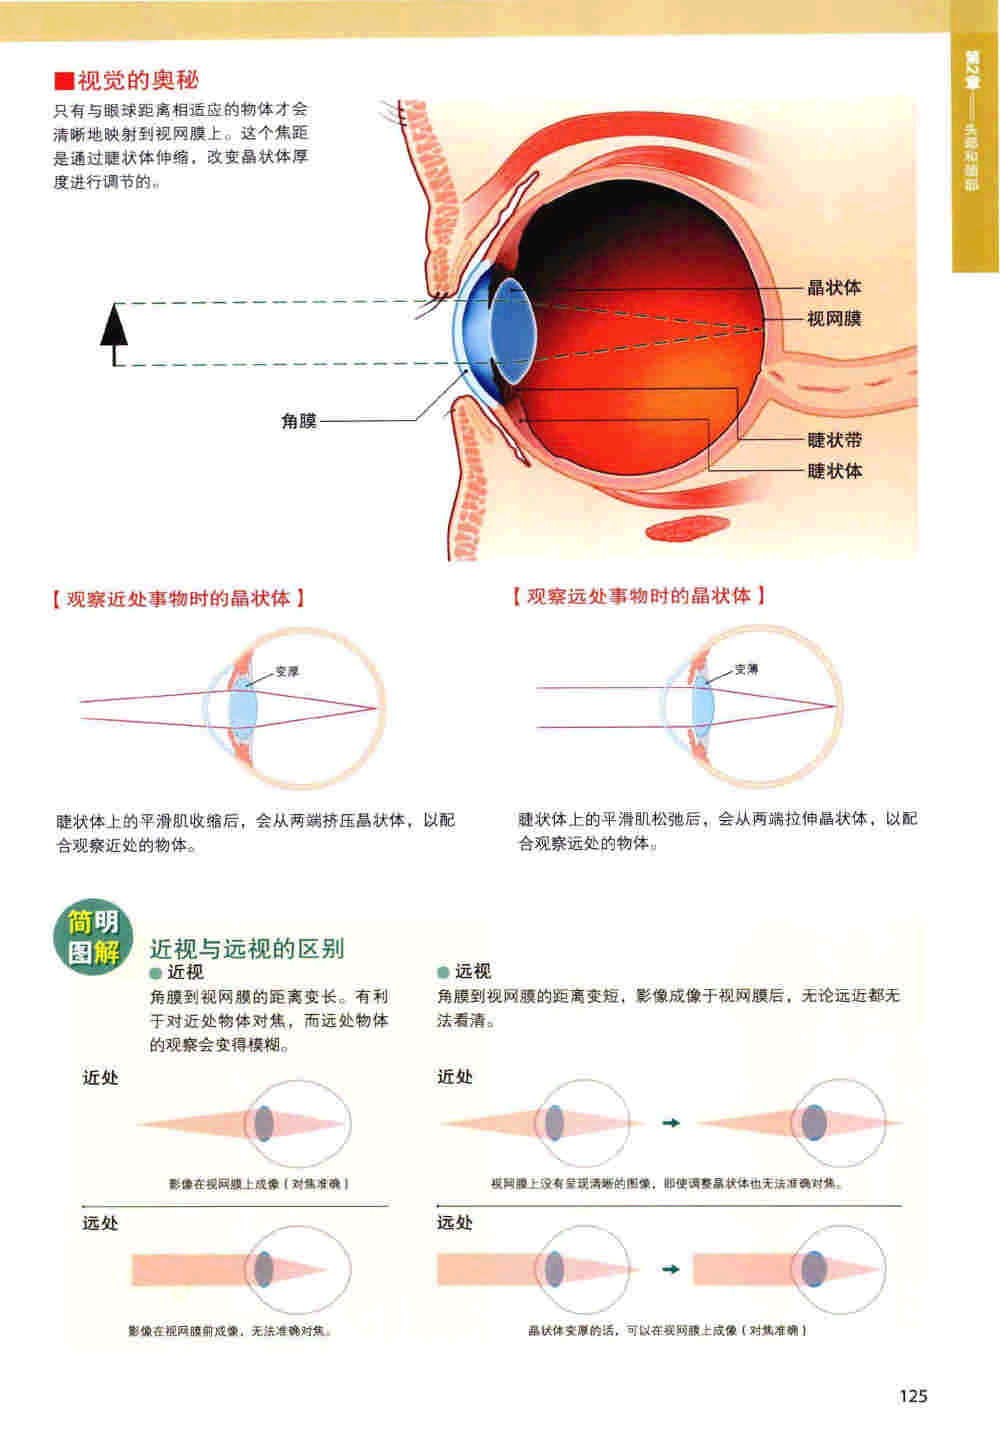 第2章
■视觉的奥秘
只有与眼球距离相适应的物体才会
清晰地映射到视网膜上。这个焦距
是通过睫状体伸缩，改变晶状体厚
度进行调节的。
晶状体
视网膜
角膜
睫状带
睫状体
【观察近处事物时的晶状体】
变厚
睫状体上的平滑肌收缩后，会从两端挤压晶状体，以配
合观察近处的物体。
【观察远处事物时的晶状体】
变薄
睫状体上的平滑肌松弛后，会从两端拉伸晶状体，以配
合观察远处的物体。
简明
图解
近视与远视的区别
●近视
角膜到视网膜的距离变长。有利
于对近处物体对焦，而远处物体
的观察会变得模糊。
近处
影像在视网膜上成像（对焦准确）
远处
影像在视网膜前成像，无法准确对焦。
●远视
角膜到视网膜的距离变短，影像成像于视网膜后，无论远近都无
法看清。
近处
视网膜上没有呈现清晰的图像，即使调整晶状体也无法准确对焦。
远处
晶状体变厚的话，可以在视网膜上成像（对焦准确）
125